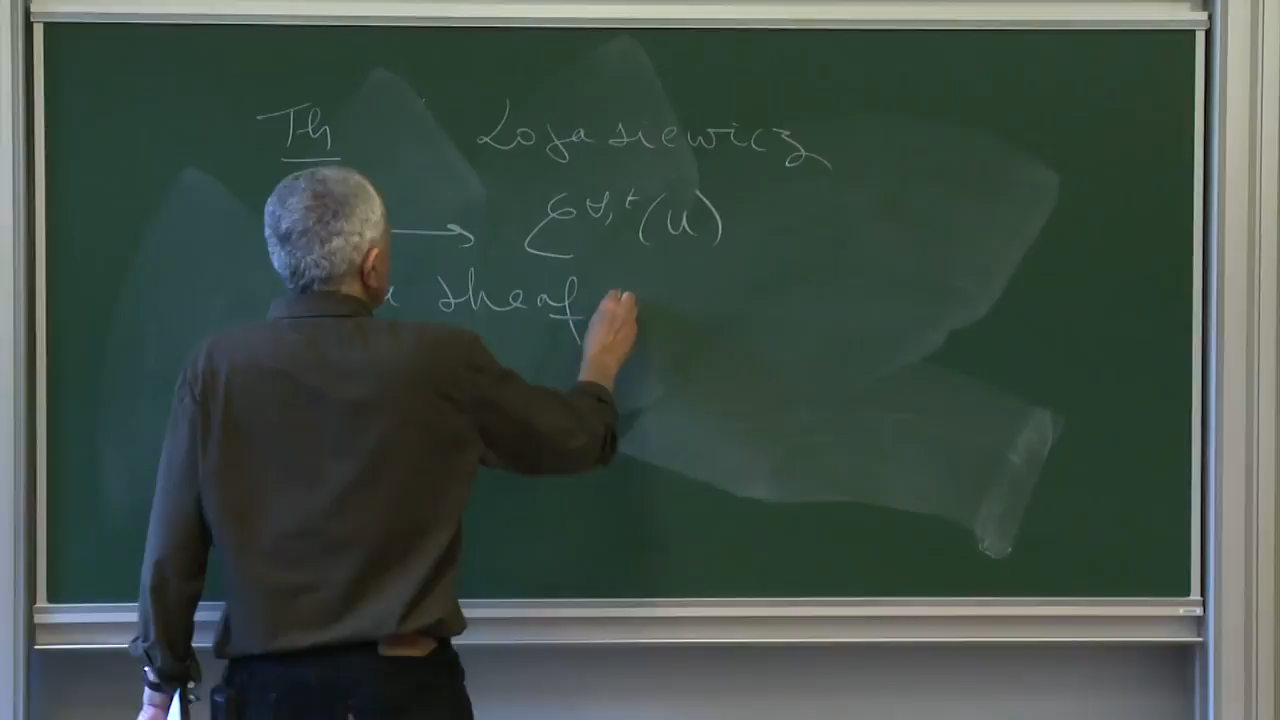 Th Lojasiewicz
→ C^{∀,t}(U)
sheaf